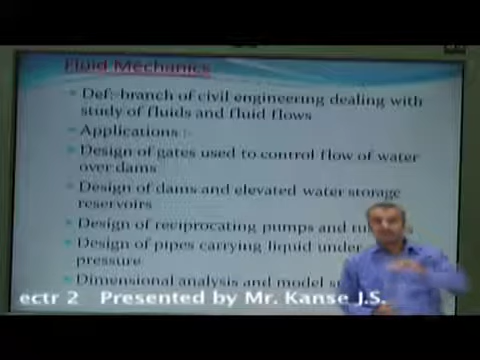 Fluid Mechanics
Def:- branch of civil engineering dealing with
study of fluids and fluid flows
Applications :-
Design of gates used to control flow of water
over dams
Design of dams and elevated water storage
reservoirs
Design of reciprocating pumps and
Design of pipes carrying liquid under
pressure
Dimensional analysis and model
ectr 2 Presented by Mr. Kanse J.S.